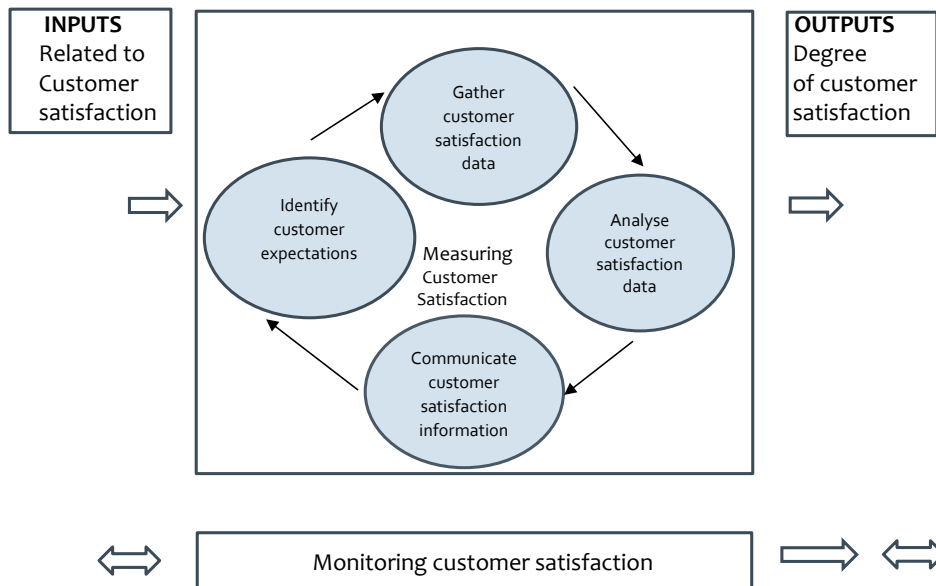 INPUTS
Related to
Customer
satisfaction
OUTPUTS
Degree
of customer
satisfaction
Gather
customer
satisfaction
data
Identify
customer
expectations
Analyse
customer
satisfaction
data
Measuring
Customer
Satisfaction
Communicate
customer
satisfaction
information
Monitoring customer satisfaction